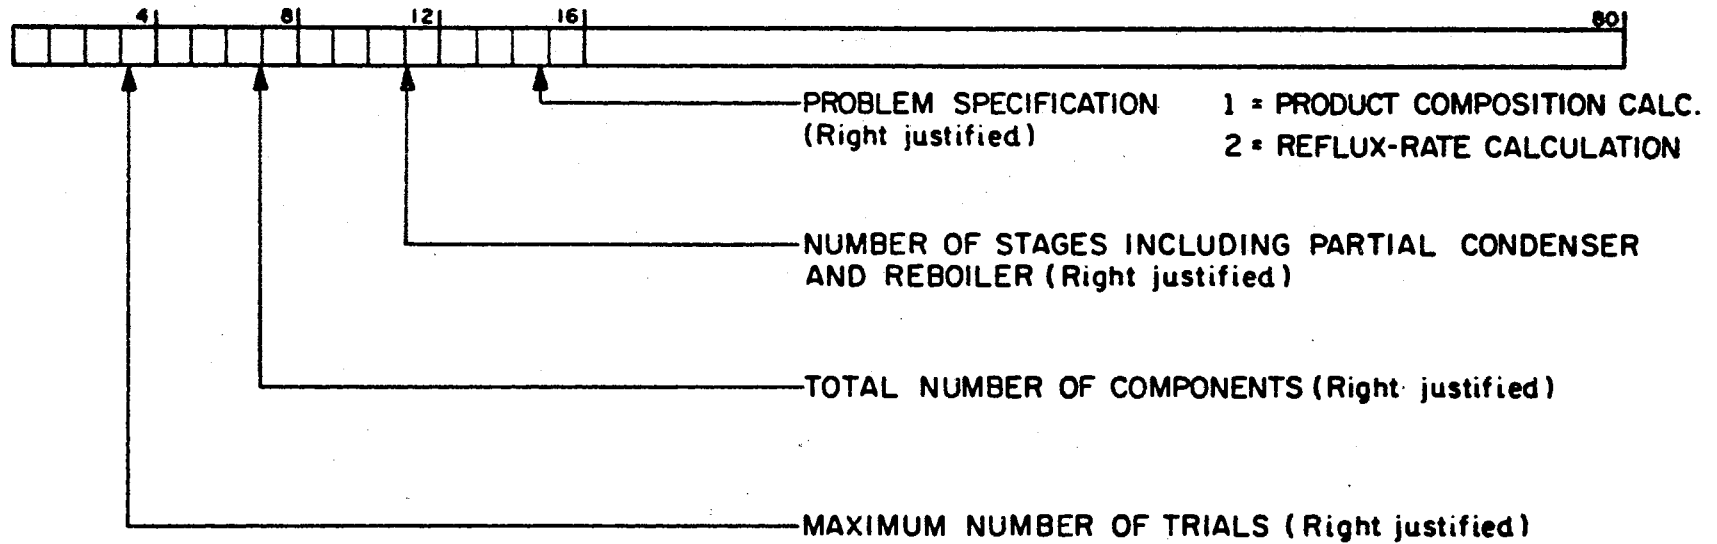 4 8 12 16 80
PROBLEM SPECIFICATION 1 = PRODUCT COMPOSITION CALC.
(Right justified) 2 = REFLUX-RATE CALCULATION
NUMBER OF STAGES INCLUDING PARTIAL CONDENSER
AND REBOILER (Right justified)
TOTAL NUMBER OF COMPONENTS (Right justified)
MAXIMUM NUMBER OF TRIALS (Right justified)